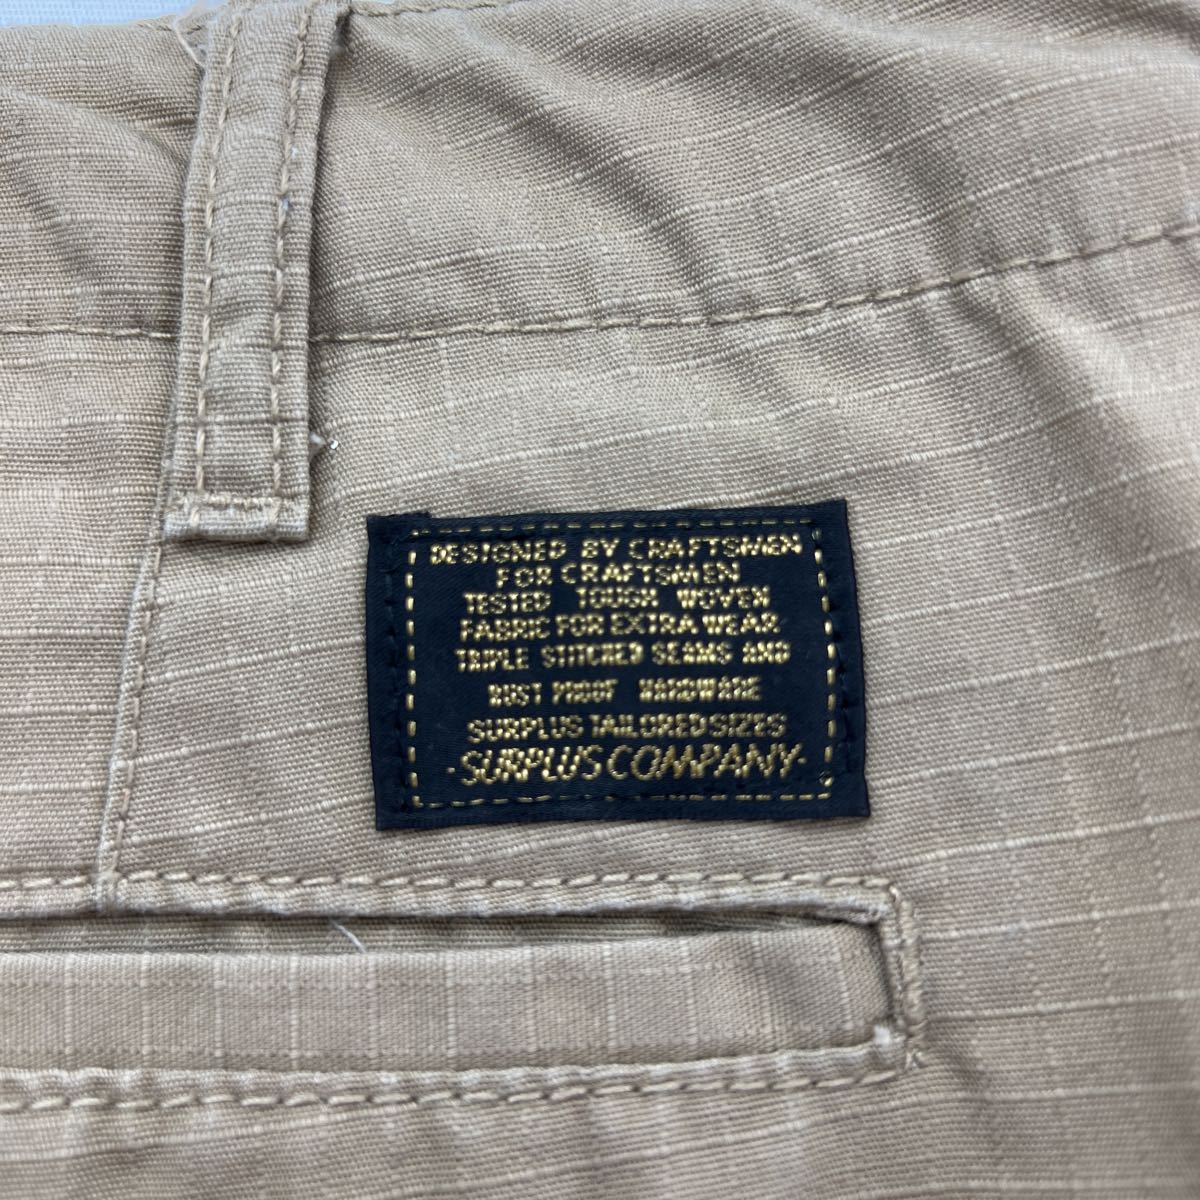 DESIGNED BY CRAFTSMEN
FOR CRAFTSMEN
TESTED TOUGH WOVEN
FABRIC FOR EXTRA WEAR
TRIPLE STITCHED SEAMS AND
RUST PROOF HARDWARE
SURPLUS TAILORED SIZES
·SURPLUS COMPANY·